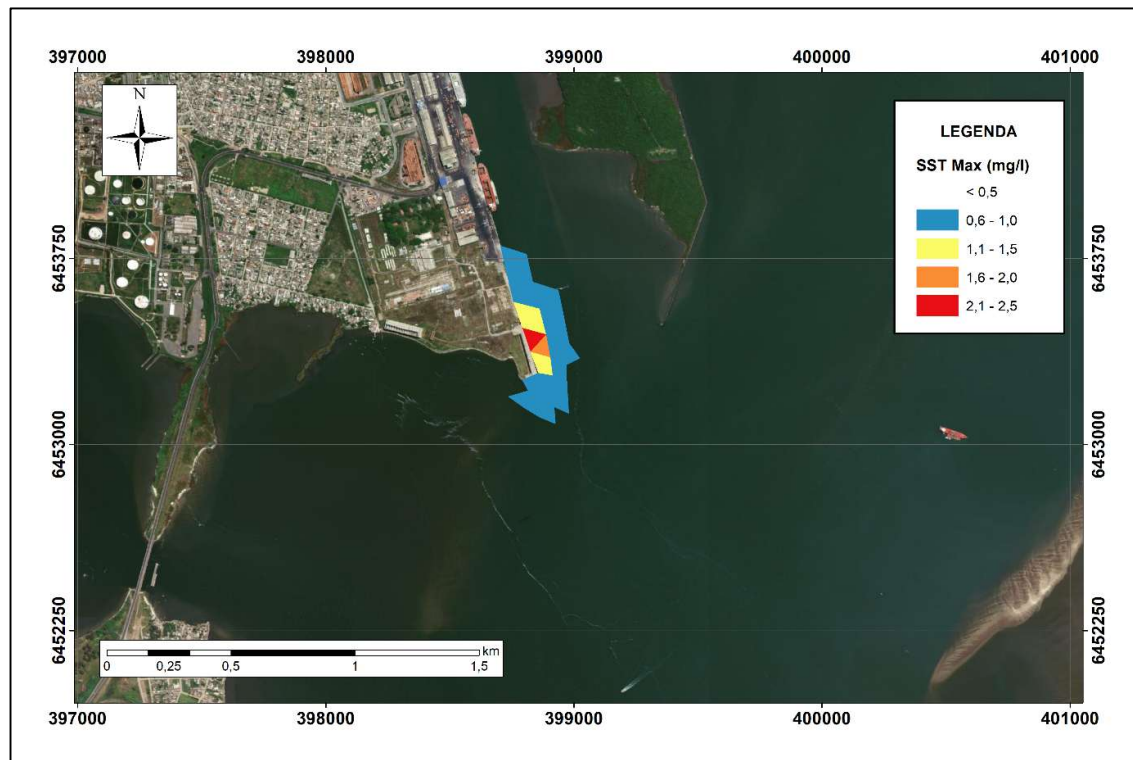 397000 398000 399000 400000 401000
N
LEGENDA
SST Max (mg/l)
< 0,5
0,6 - 1,0
1,1 - 1,5
1,6 - 2,0
2,1 - 2,5
6453750 6453750
6453000 6453000
6452250 6452250
km
0 0,25 0,5 1 1,5
397000 398000 399000 400000 401000